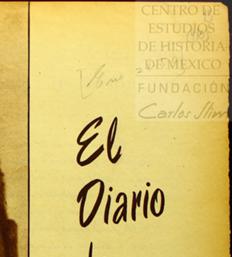 CENTRO DE
ESTUDIOS
DE HISTORIA
DE MEXICO
FUNDACIÓN
Carlos Slim
El
Diario